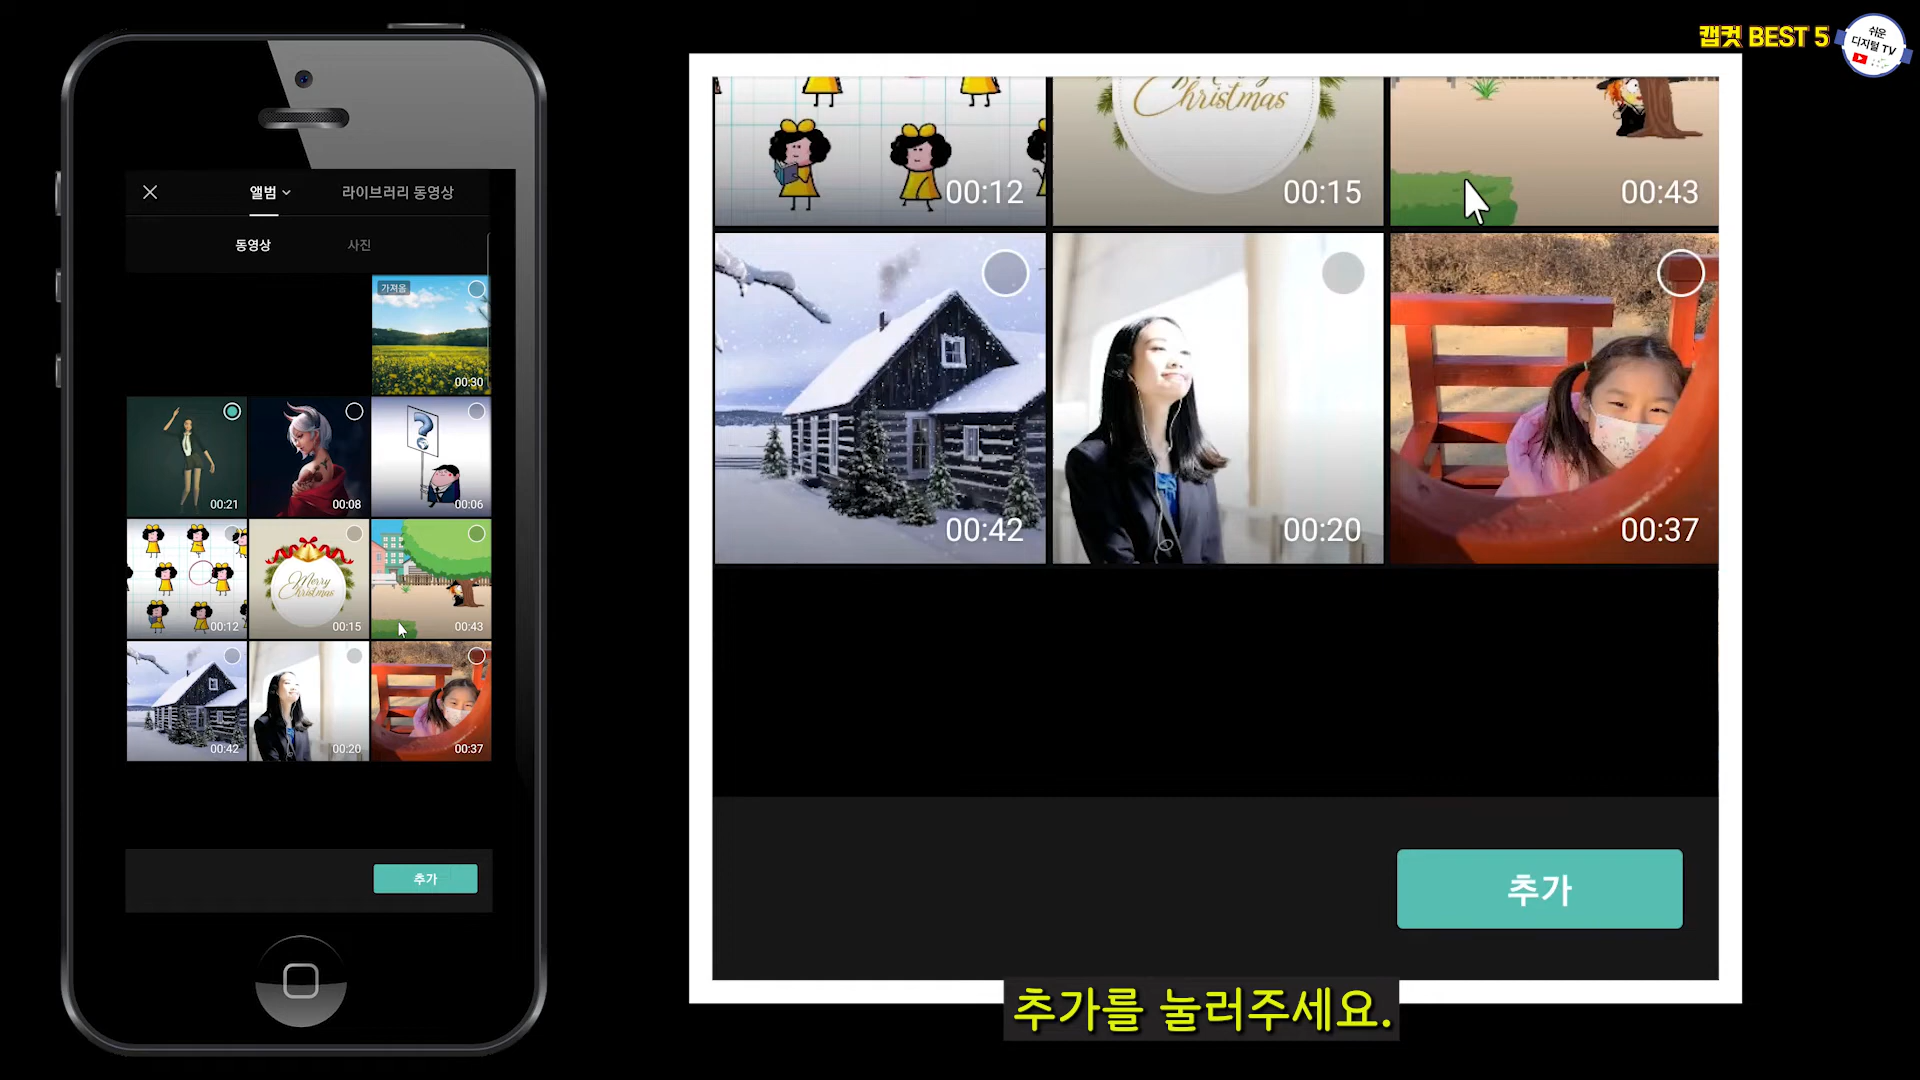 캡컷 BEST 5
쉬운
디지털 TV
앨범
라이브러리 동영상
동영상
사진
가져옴
00:30
00:21
00:08
00:06
00:12
Merry
Christmas
00:15
00:43
00:42
00:20
00:37
추가
Christmas
00:12
00:15
00:43
00:42
00:20
00:37
추가
추가를 눌러주세요.